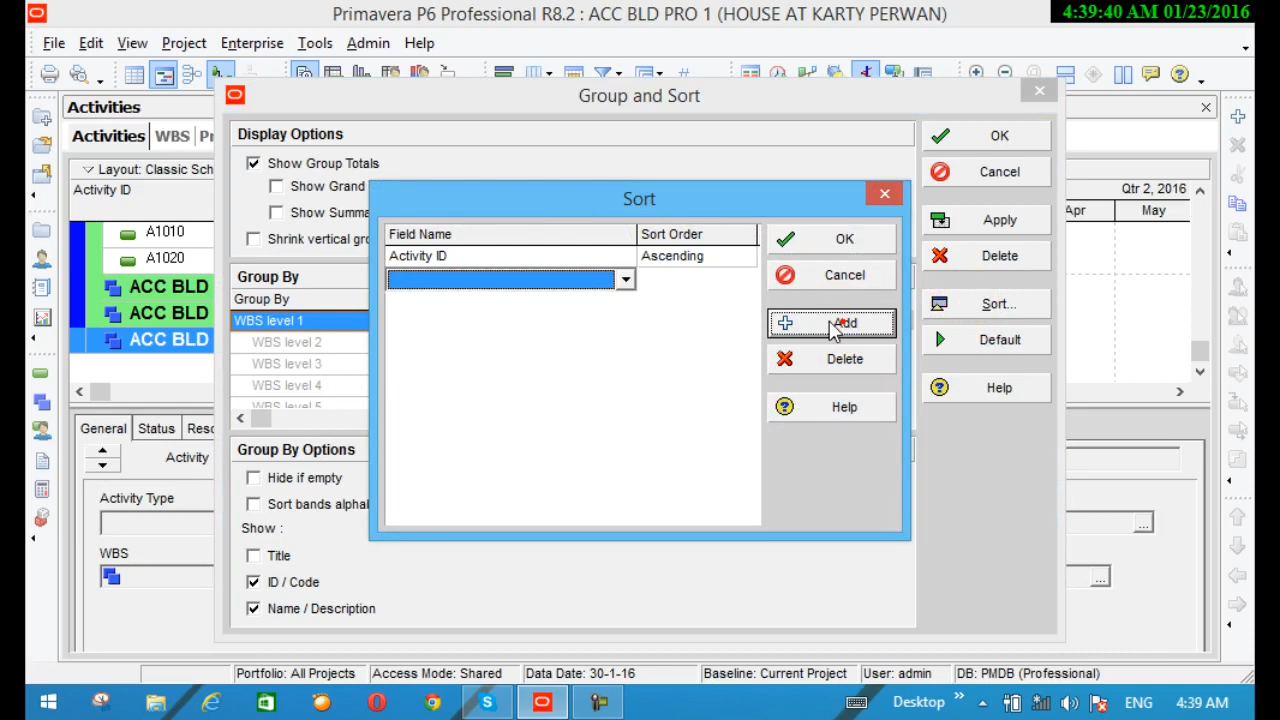 Primavera P6 Professional R8.2 : ACC BLD PRO 1 (HOUSE AT KARTY PERWAN)
4:39:40 AM 01/23/2016
File Edit View Project Enterprise Tools Admin Help
Activities
Group and Sort
Activities WBS Pr
Display Options
OK
Layout: Classic Sch
Show Group Totals
Cancel
Activity ID
Show Grand
Sort
Qtr 2, 2016
Show Summa
Apr May
Apply
A1010
Shrink vertical gro
Field Name Sort Order
OK
A1020
Activity ID Ascending
Delete
Group By
Cancel
ACC BLD
Group By
Sort...
ACC BLD
WBS level 1
Add
ACC BLD
WBS level 2
Default
WBS level 3
Delete
WBS level 4
Help
WBS level 5
Help
General Status Reso
Group By Options
Activity
Hide if empty
Activity Type
Sort bands alphab
Show :
WBS
Title
ID / Code
Name / Description
Portfolio: All Projects Access Mode: Shared Data Date: 30-1-16 Baseline: Current Project User: admin DB: PMDB (Professional)
Desktop ENG 4:39 AM